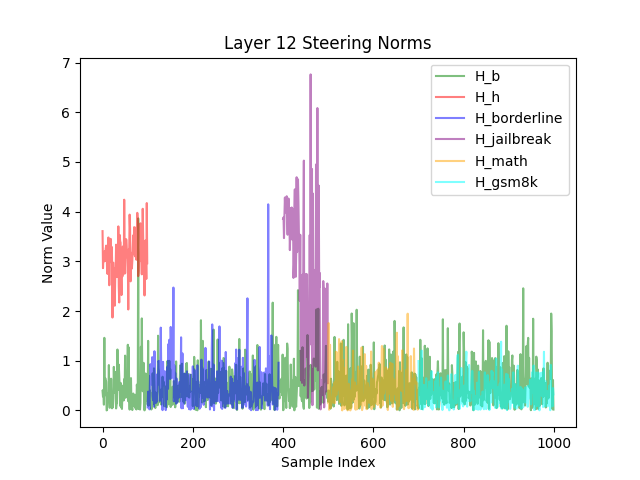 Layer 12 Steering Norms
7
6
5
4
3
2
1
0
Norm Value
0
200
400
600
800
1000
Sample Index
H_b
H_h
H_borderline
H_jailbreak
H_math
H_gsm8k